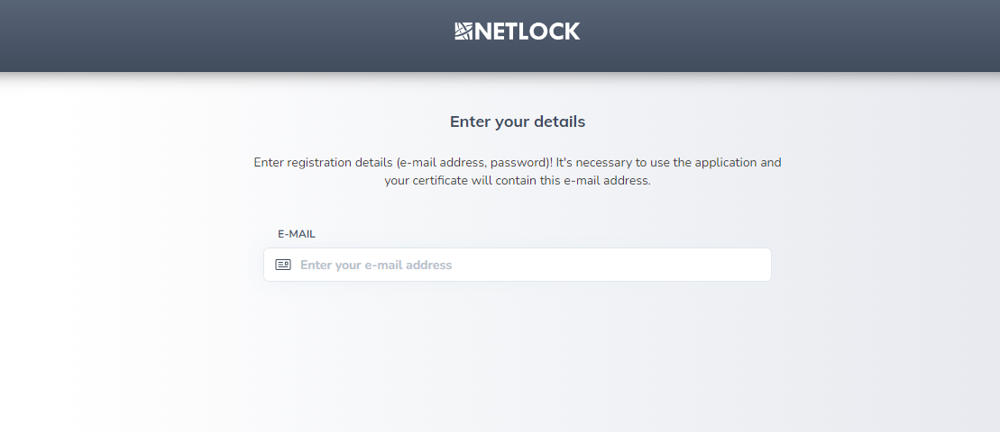 NETLOCK
Enter your details
Enter registration details (e-mail address, password)! It's necessary to use the application and
your certificate will contain this e-mail address.
E-MAIL
Enter your e-mail address